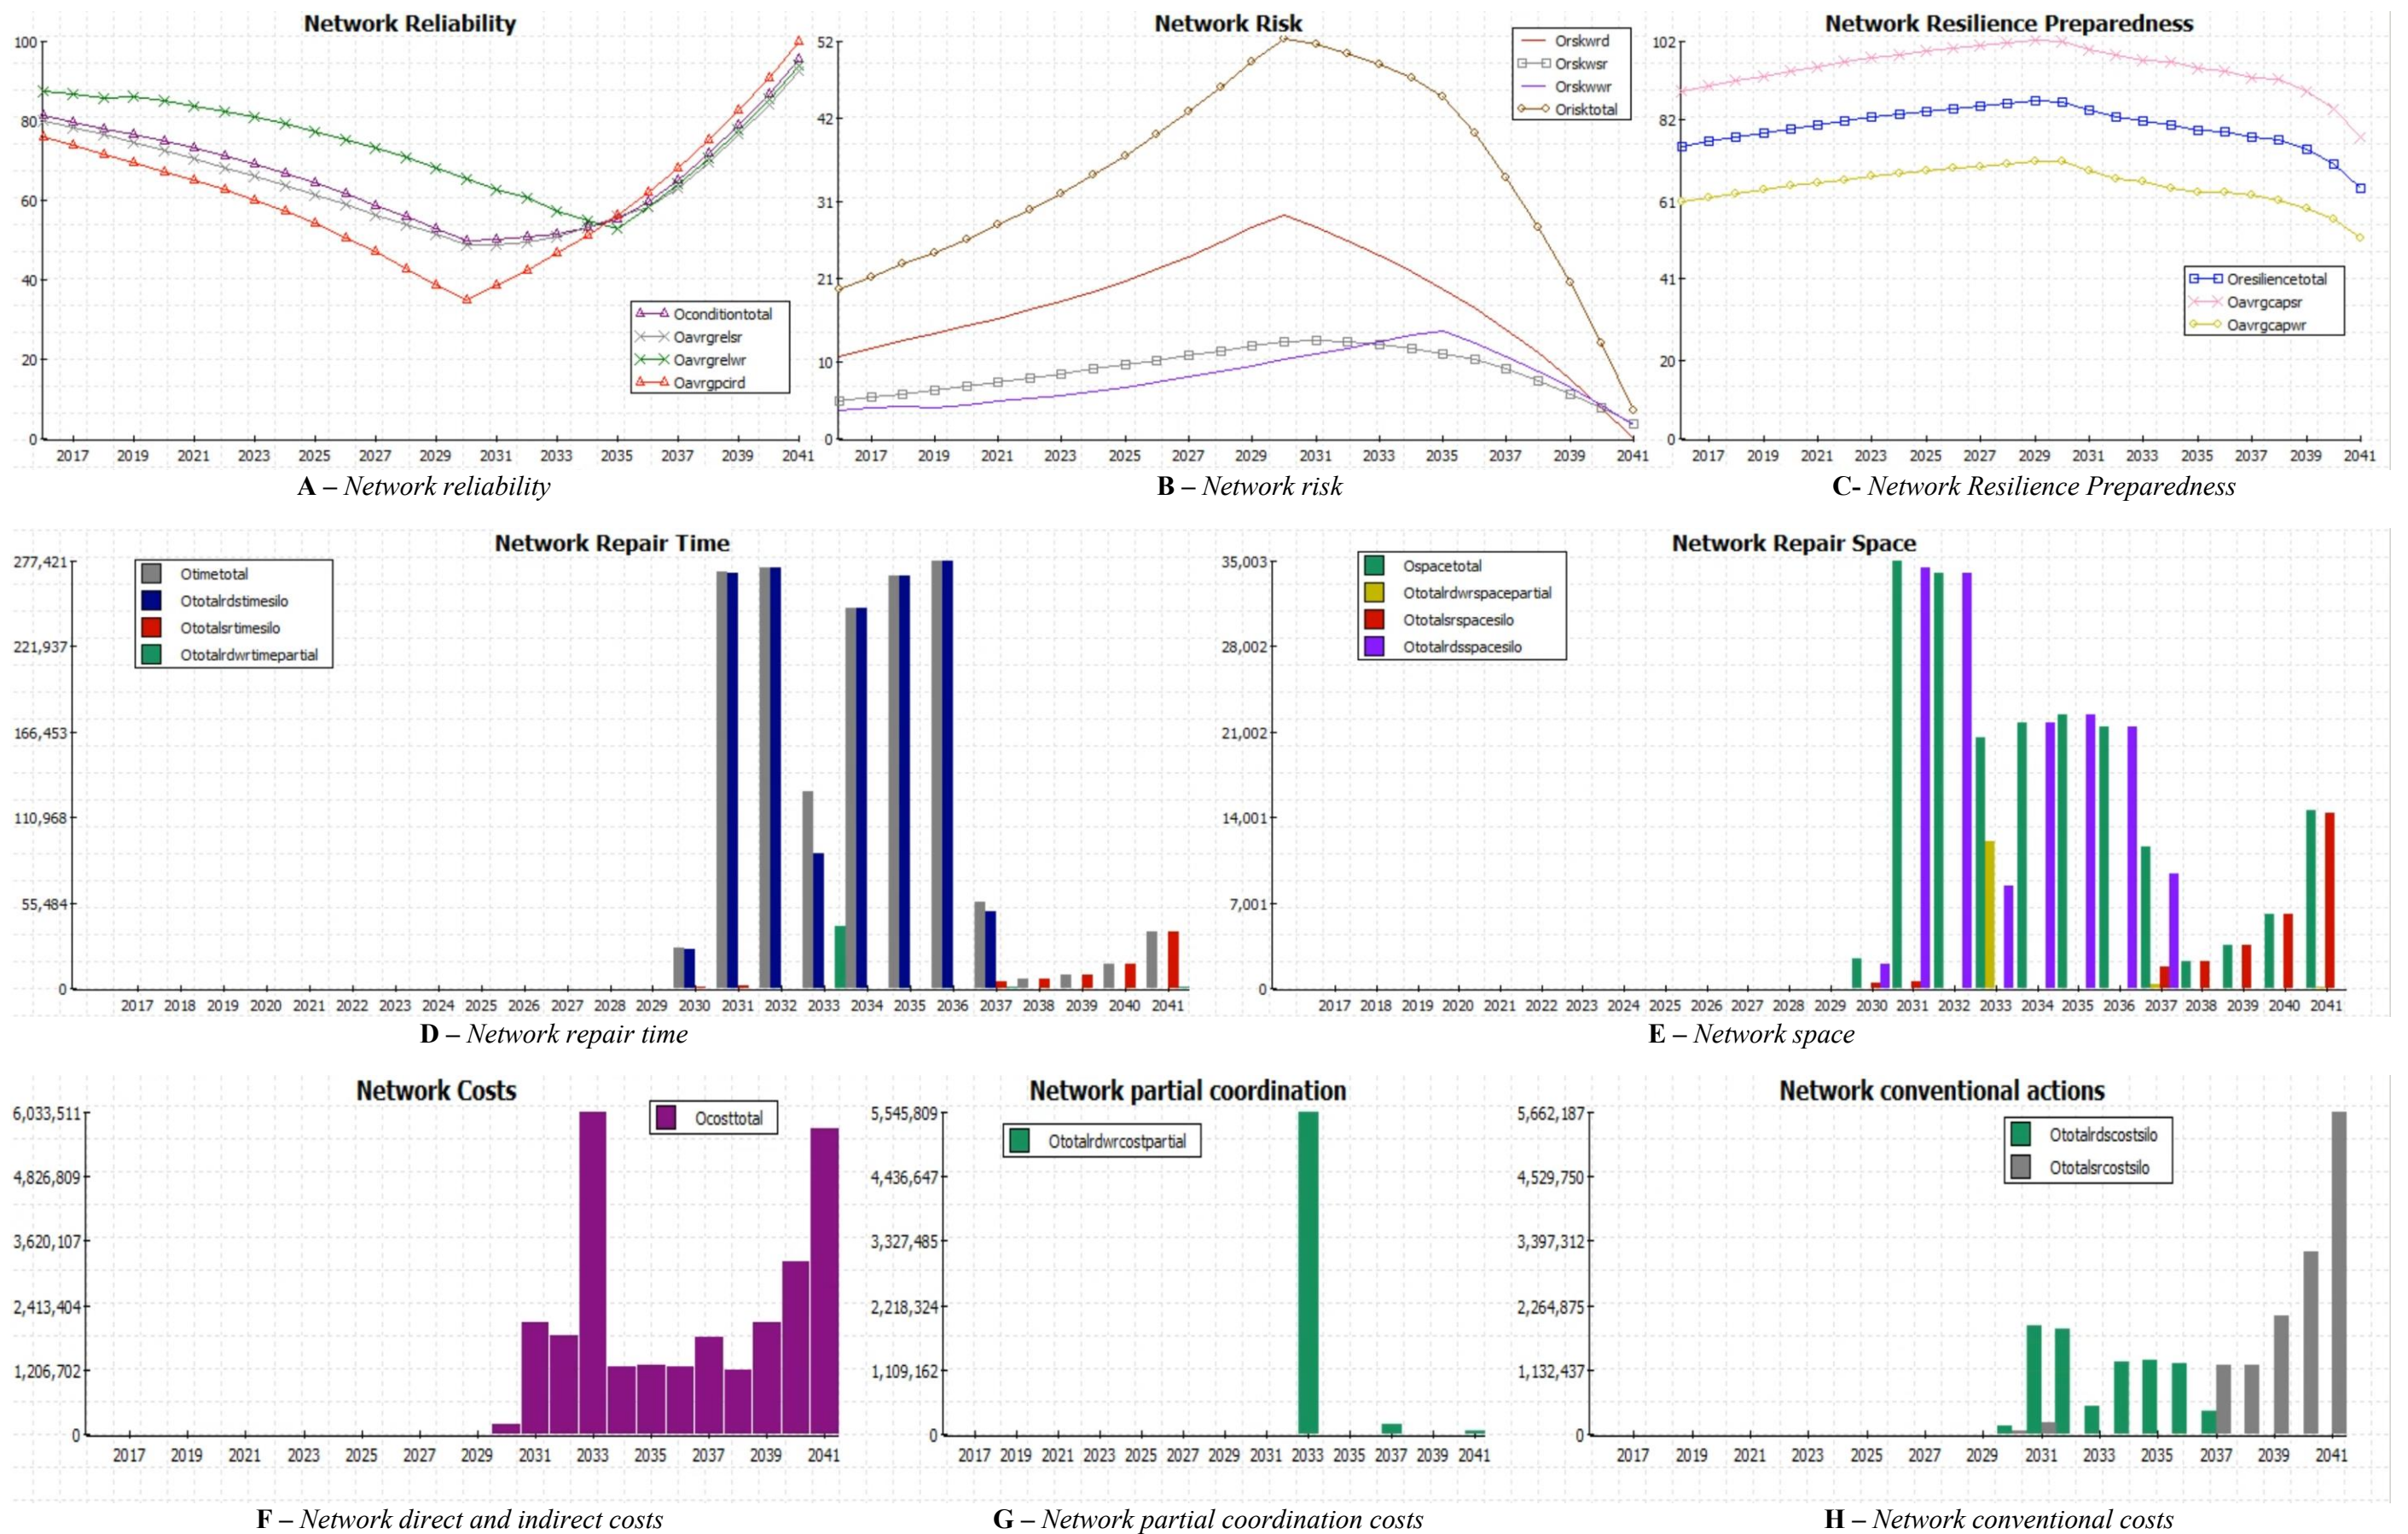 Network Reliability
100
80
60
40
20
0
Oconditiontotal
Oavrgrelsr
Oavrgrelwr
Oavrgpcird
2017 2019 2021 2023 2025 2027 2029 2031 2033 2035 2037 2039 2041
A – Network reliability
Network Risk
52
42
31
21
10
0
Orskwrd
Orskwsr
Orskwwr
Orisktotal
2017 2019 2021 2023 2025 2027 2029 2031 2033 2035 2037 2039 2041
B – Network risk
Network Resilience Preparedness
102
82
61
41
20
0
Oresiliencetotal
Oavrgcapsr
Oavrgcapwr
2017 2019 2021 2023 2025 2027 2029 2031 2033 2035 2037 2039 2041
C- Network Resilience Preparedness
Network Repair Time
277,421
221,937
166,453
110,968
55,484
0
Otimetotal
Ototalrdstimesilo
Ototalsrtimesilo
Ototalrdwrtimepartial
2017 2018 2019 2020 2021 2022 2023 2024 2025 2026 2027 2028 2029 2030 2031 2032 2033 2034 2035 2036 2037 2038 2039 2040 2041
D – Network repair time
Network Repair Space
35,003
28,002
21,002
14,001
7,001
0
Ospacetotal
Ototalrdwrspacepartial
Ototalsrspacesilo
Ototalrdsspacesilo
2017 2018 2019 2020 2021 2022 2023 2024 2025 2026 2027 2028 2029 2030 2031 2032 2033 2034 2035 2036 2037 2038 2039 2040 2041
E – Network space
Network Costs
6,033,511
4,826,809
3,620,107
2,413,404
1,206,702
0
Ocosttotal
2017 2019 2021 2023 2025 2027 2029 2031 2033 2035 2037 2039 2041
F – Network direct and indirect costs
Network partial coordination
5,545,809
4,436,647
3,327,485
2,218,324
1,109,162
0
Ototalrdwrcostpartial
2017 2019 2021 2023 2025 2027 2029 2031 2033 2035 2037 2039 2041
G – Network partial coordination costs
Network conventional actions
5,662,187
4,529,750
3,397,312
2,264,875
1,132,437
0
Ototalrdscostsilo
Ototalsrcostsilo
2017 2019 2021 2023 2025 2027 2029 2031 2033 2035 2037 2039 2041
H – Network conventional costs